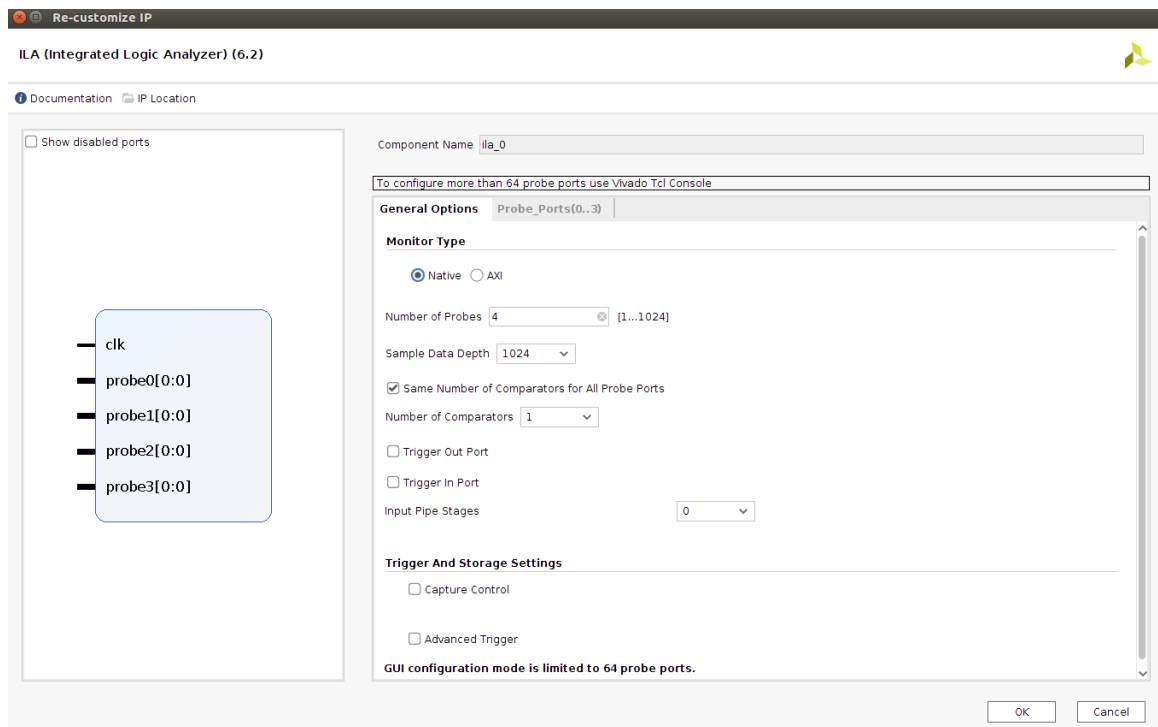 Re-customize IP
ILA (Integrated Logic Analyzer) (6.2)
Documentation IP Location
Show disabled ports
clk
probe0[0:0]
probe1[0:0]
probe2[0:0]
probe3[0:0]
Component Name ila_0
To configure more than 64 probe ports use Vivado Tcl Console
General Options Probe_Ports(0..3)
Monitor Type
Native AXI
Number of Probes 4 [1...1024]
Sample Data Depth 1024
Same Number of Comparators for All Probe Ports
Number of Comparators 1
Trigger Out Port
Trigger In Port
Input Pipe Stages 0
Trigger And Storage Settings
Capture Control
Advanced Trigger
GUI configuration mode is limited to 64 probe ports.
OK Cancel